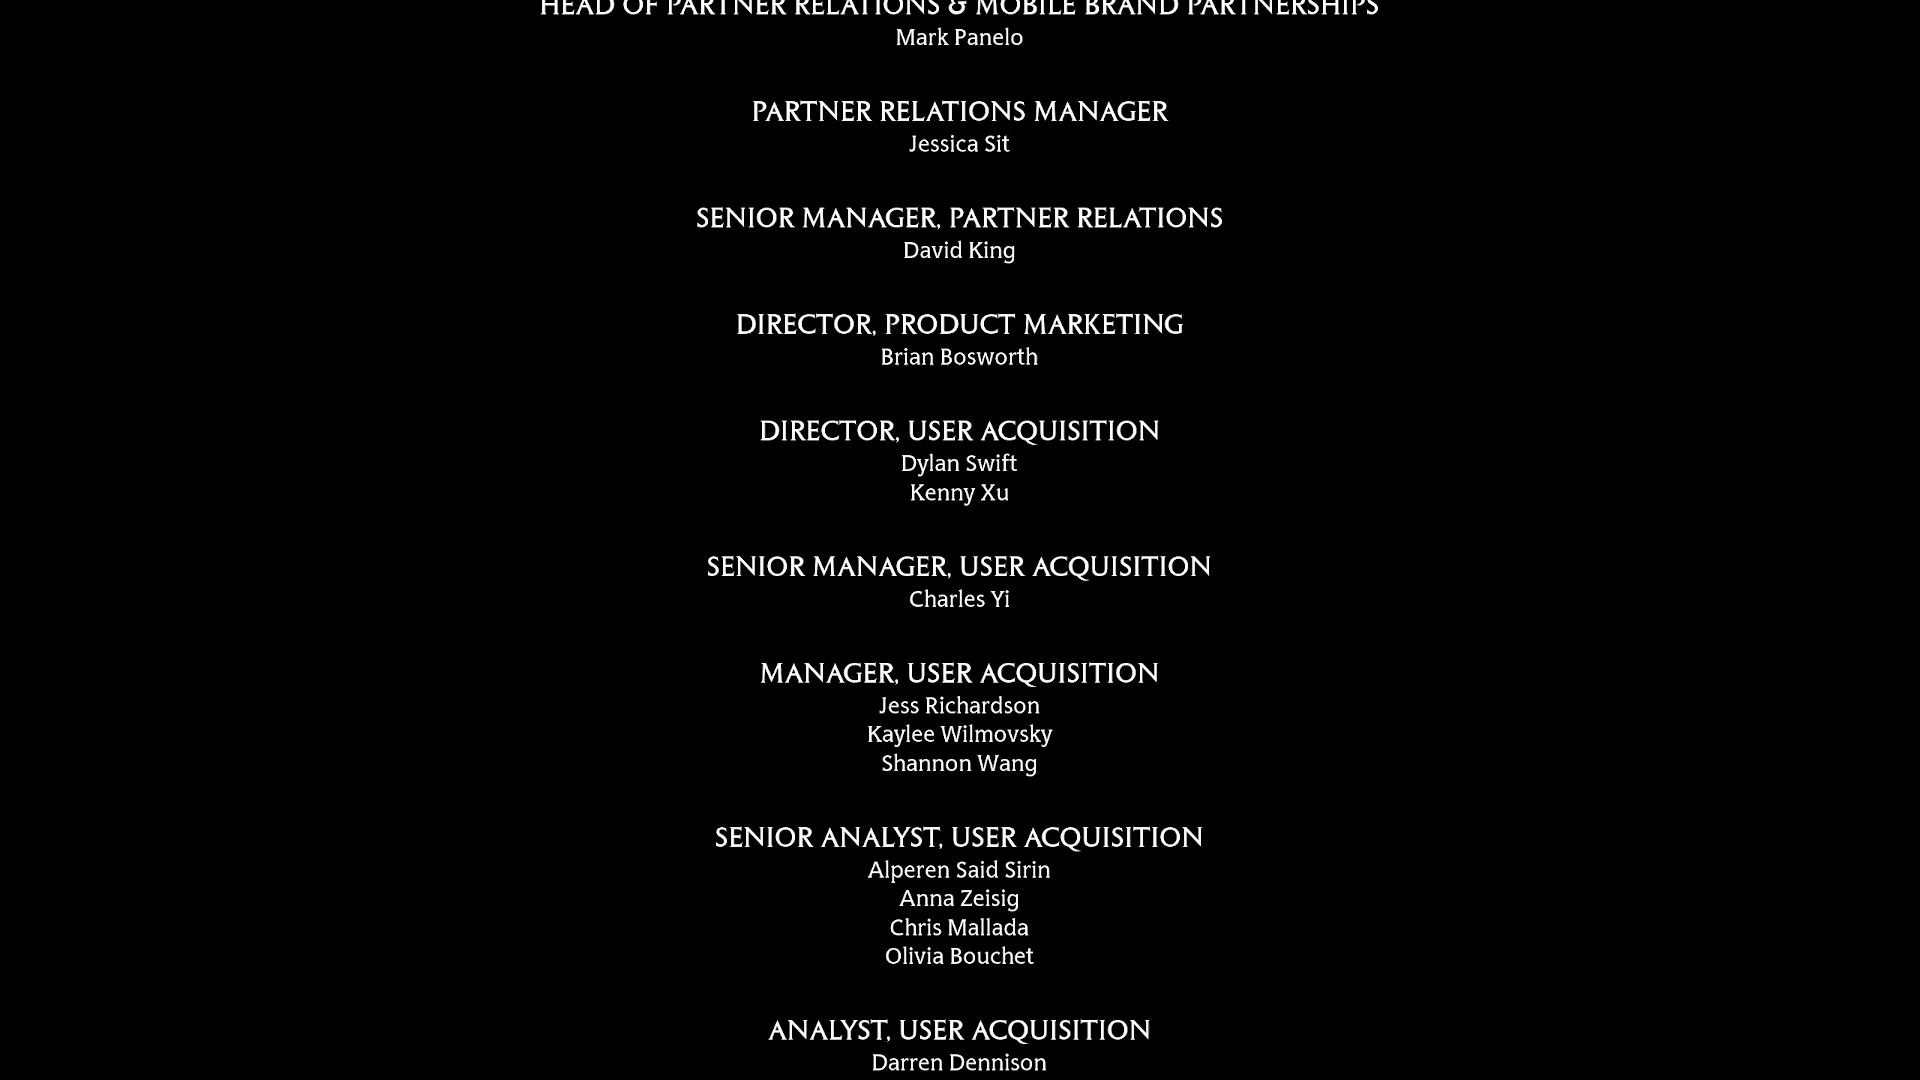 HEAD OF PARTNER RELATIONS & MOBILE BRAND PARTNERSHIPS
Mark Panelo
PARTNER RELATIONS MANAGER
Jessica Sit
SENIOR MANAGER, PARTNER RELATIONS
David King
DIRECTOR, PRODUCT MARKETING
Brian Bosworth
DIRECTOR, USER ACQUISITION
Dylan Swift
Kenny Xu
SENIOR MANAGER, USER ACQUISITION
Charles Yi
MANAGER, USER ACQUISITION
Jess Richardson
Kaylee Wilmovsky
Shannon Wang
SENIOR ANALYST, USER ACQUISITION
Alperen Said Sirin
Anna Zeisig
Chris Mallada
Olivia Bouchet
ANALYST, USER ACQUISITION
Darren Dennison